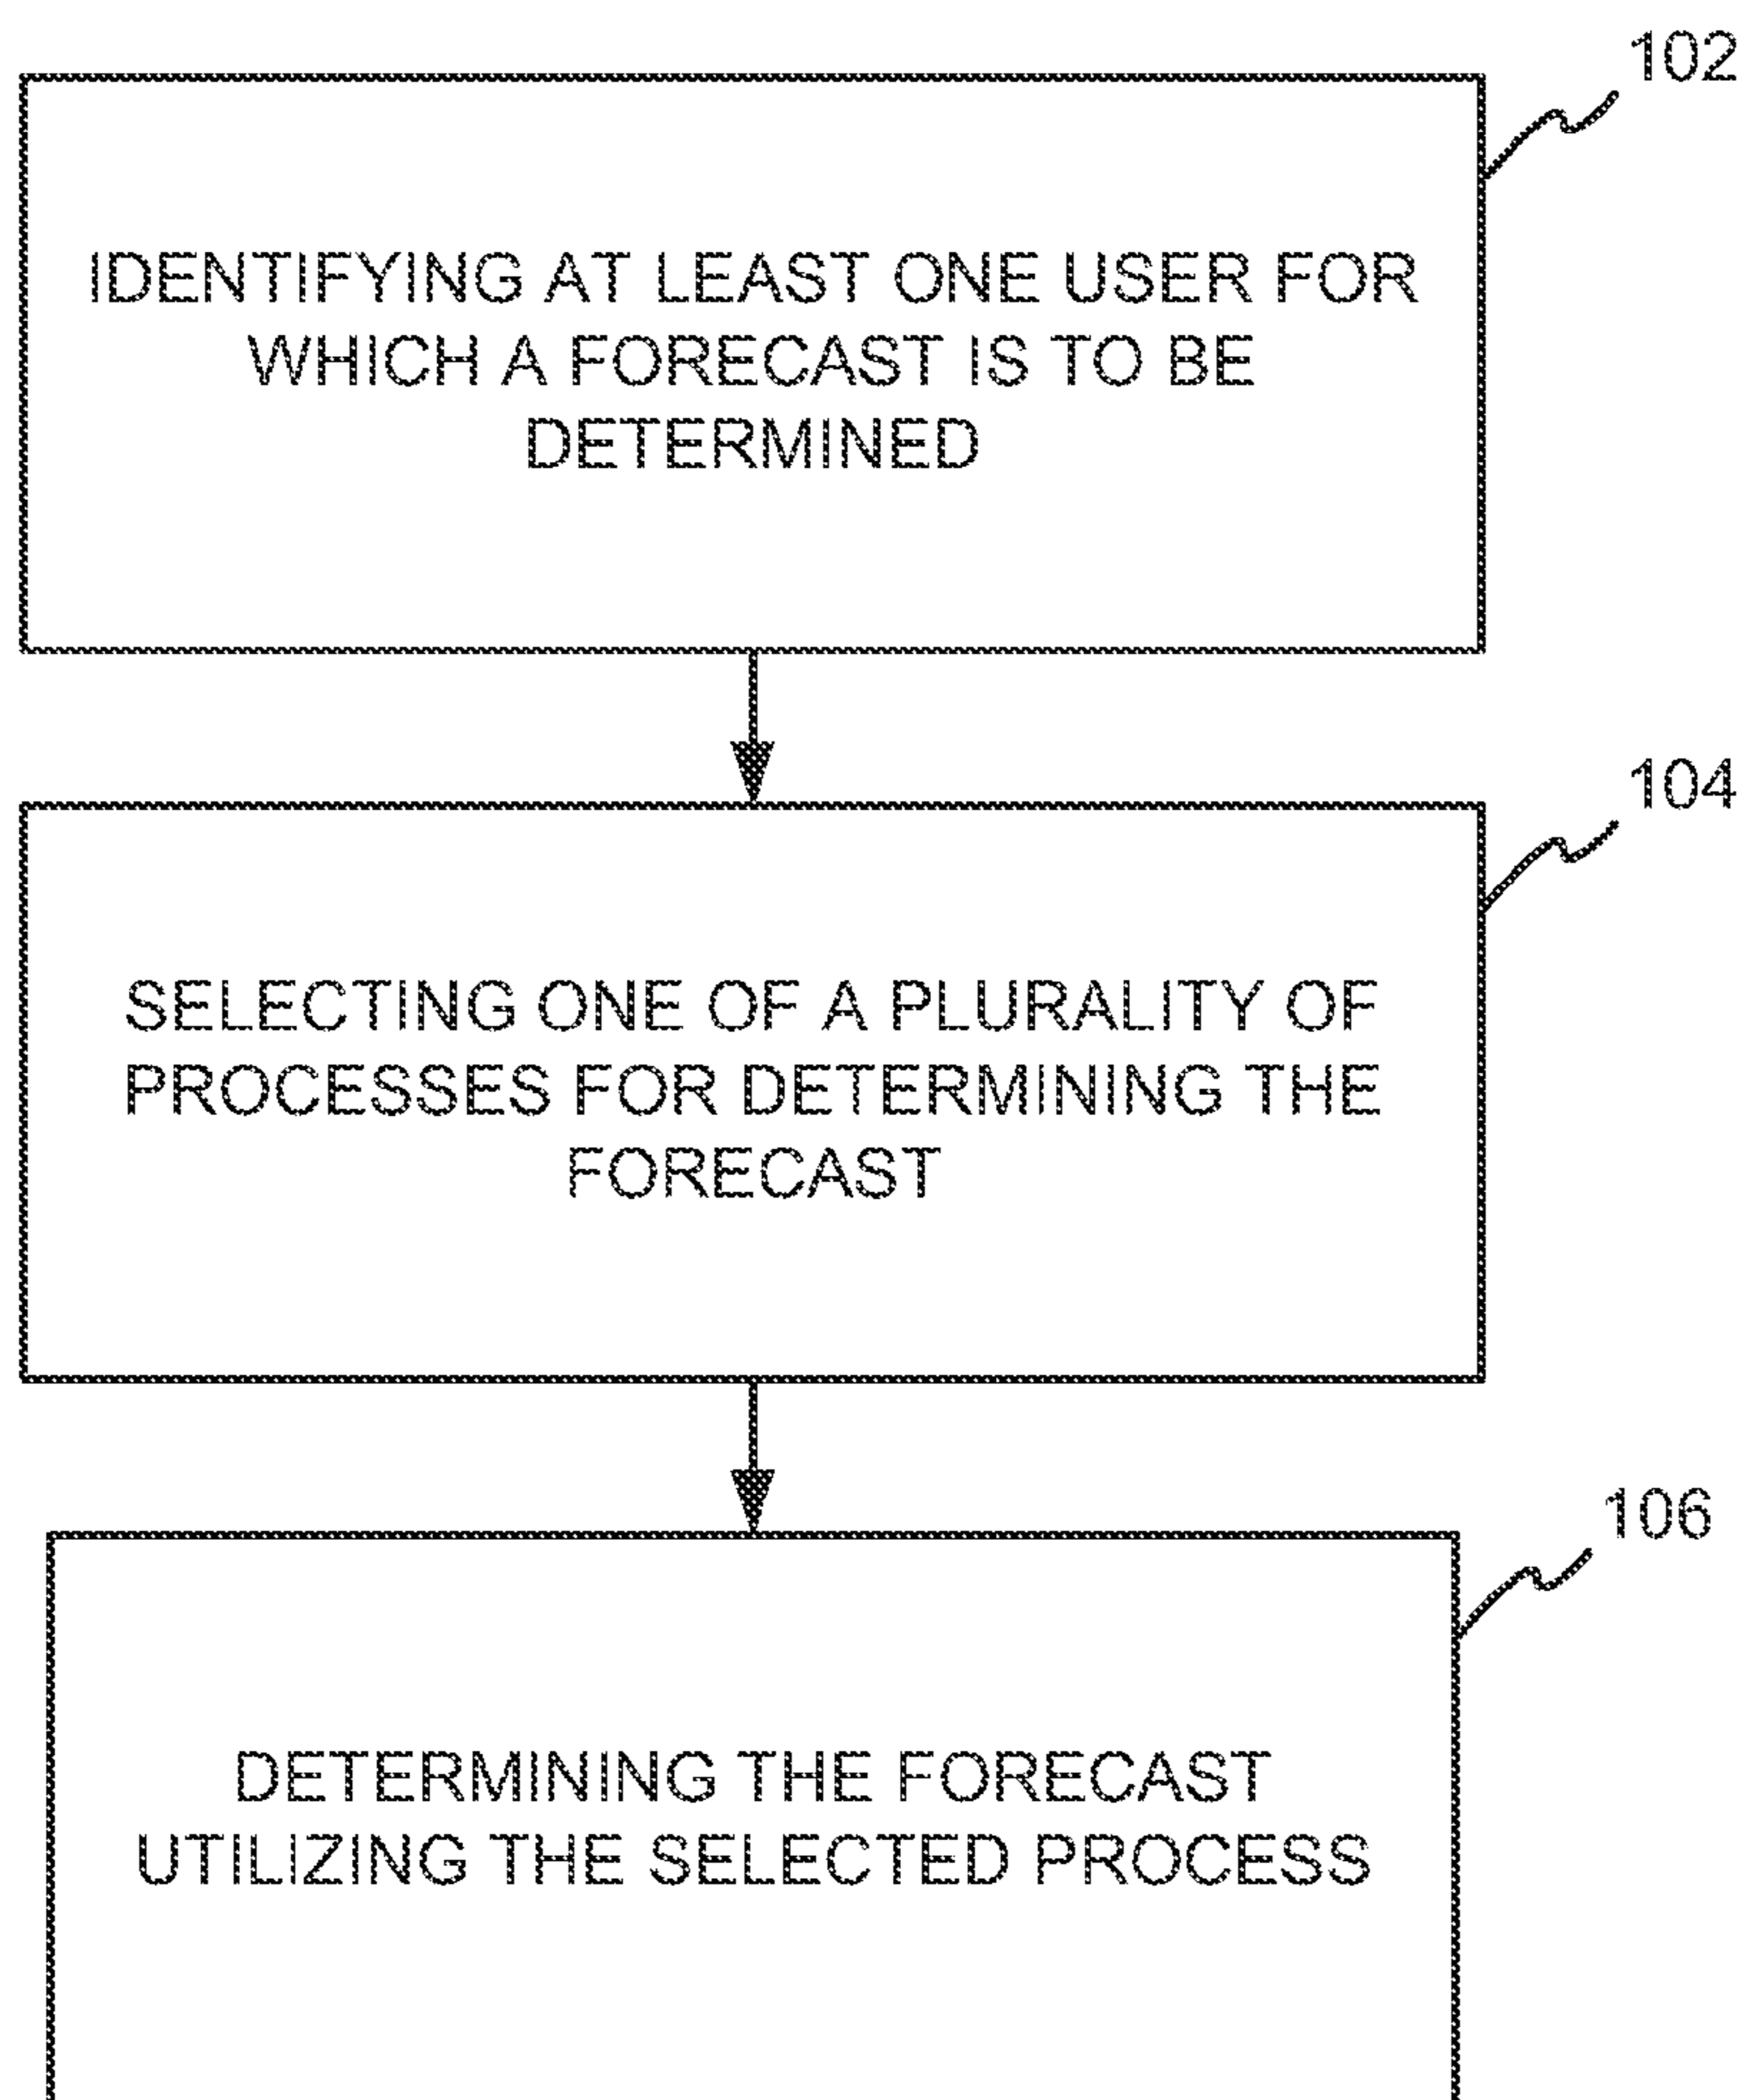 102
IDENTIFYING AT LEAST ONE USER FOR
WHICH A FORECAST IS TO BE
DETERMINED
104
SELECTING ONE OF A PLURALITY OF
PROCESSES FOR DETERMINING THE
FORECAST
106
DETERMINING THE FORECAST
UTILIZING THE SELECTED PROCESS